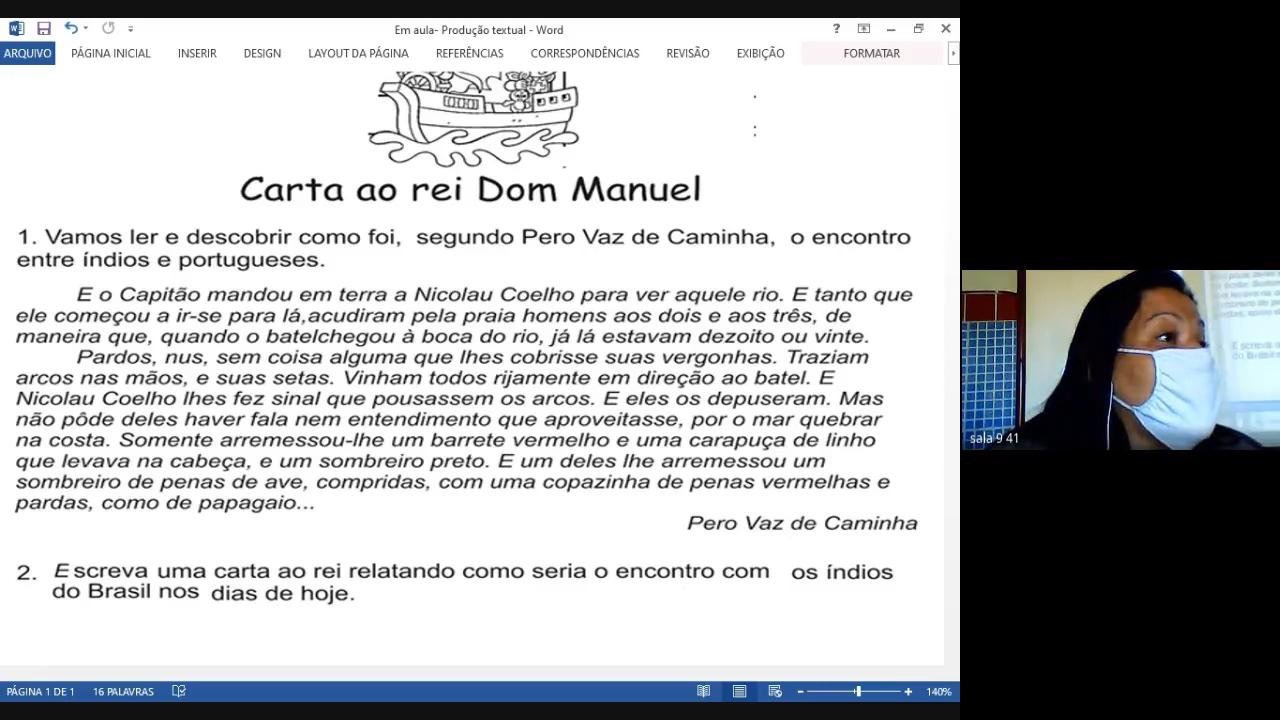 Em aula- Produção textual - Word
ARQUIVO PÁGINA INICIAL INSERIR DESIGN LAYOUT DA PÁGINA REFERÊNCIAS CORRESPONDÊNCIAS REVISÃO EXIBIÇÃO FORMATAR
Carta ao rei Dom Manuel
1. Vamos ler e descobrir como foi, segundo Pero Vaz de Caminha, o encontro
entre índios e portugueses.
E o Capitão mandou em terra a Nicolau Coelho para ver aquele rio. E tanto que
ele começou a ir-se para lá,acudiram pela praia homens aos dois e aos três, de
maneira que, quando o batelchegou à boca do rio, já lá estavam dezoito ou vinte.
Pardos, nus, sem coisa alguma que lhes cobrisse suas vergonhas. Traziam
arcos nas mãos, e suas setas. Vinham todos rijamente em direção ao batel. E
Nicolau Coelho lhes fez sinal que pousassem os arcos. E eles os depuseram. Mas
não pôde deles haver fala nem entendimento que aproveitasse, por o mar quebrar
na costa. Somente arremessou-lhe um barrete vermelho e uma carapuça de linho
que levava na cabeça, e um sombreiro preto. E um deles lhe arremessou um
sombreiro de penas de ave, compridas, com uma copazinha de penas vermelhas e
pardas, como de papagaio...
Pero Vaz de Caminha
2. Escreva uma carta ao rei relatando como seria o encontro com os índios
do Brasil nos dias de hoje.
sala 9 41
PÁGINA 1 DE 1 16 PALAVRAS 140%